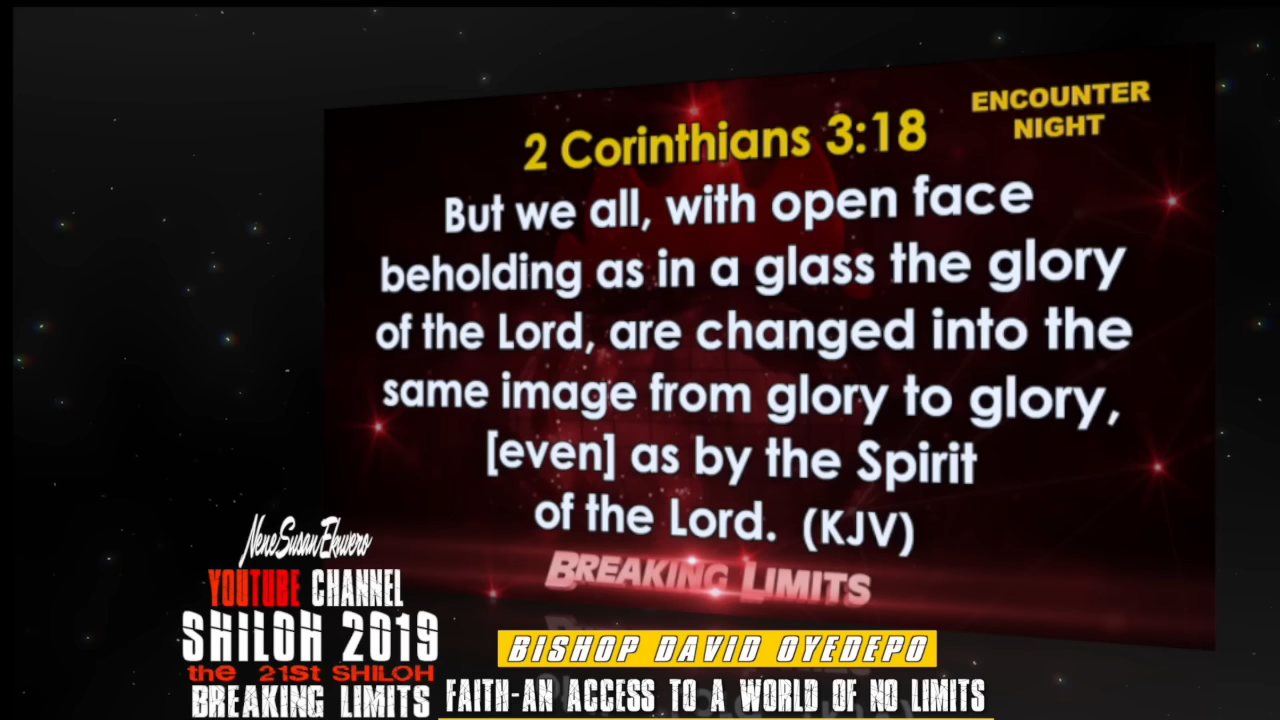 ENCOUNTER
NIGHT
2 Corinthians 3:18
But we all, with open face
beholding as in a glass the glory
of the Lord, are changed into the
same image from glory to glory,
[even] as by the Spirit
of the Lord. (KJV)
BREAKING LIMITS
NeneSusanEkwero
YOUTUBE CHANNEL
SHILOH 2019
the 21st SHILOH
BREAKING LIMITS
BISHOP DAVID OYEDEPO
FAITH-AN ACCESS TO A WORLD OF NO LIMITS